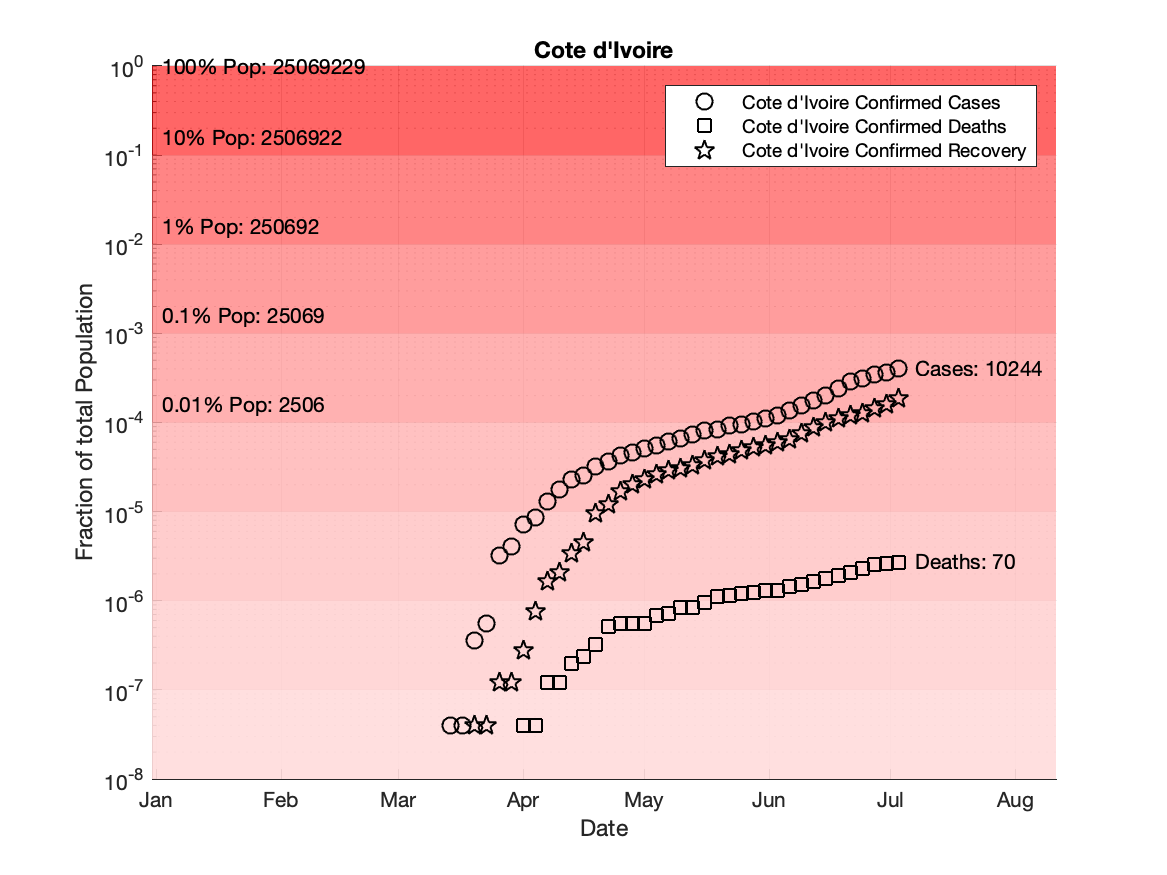 Cote d'Ivoire
10^0
100% Pop: 25069229
Cote d'Ivoire Confirmed Cases
Cote d'Ivoire Confirmed Deaths
Cote d'Ivoire Confirmed Recovery
10% Pop: 2506922
10^-1
1% Pop: 250692
10^-2
0.1% Pop: 25069
10^-3
Cases: 10244
0.01% Pop: 2506
10^-4
10^-5
Deaths: 70
10^-6
10^-7
10^-8
Fraction of total Population
Jan Feb Mar Apr May Jun Jul Aug
Date